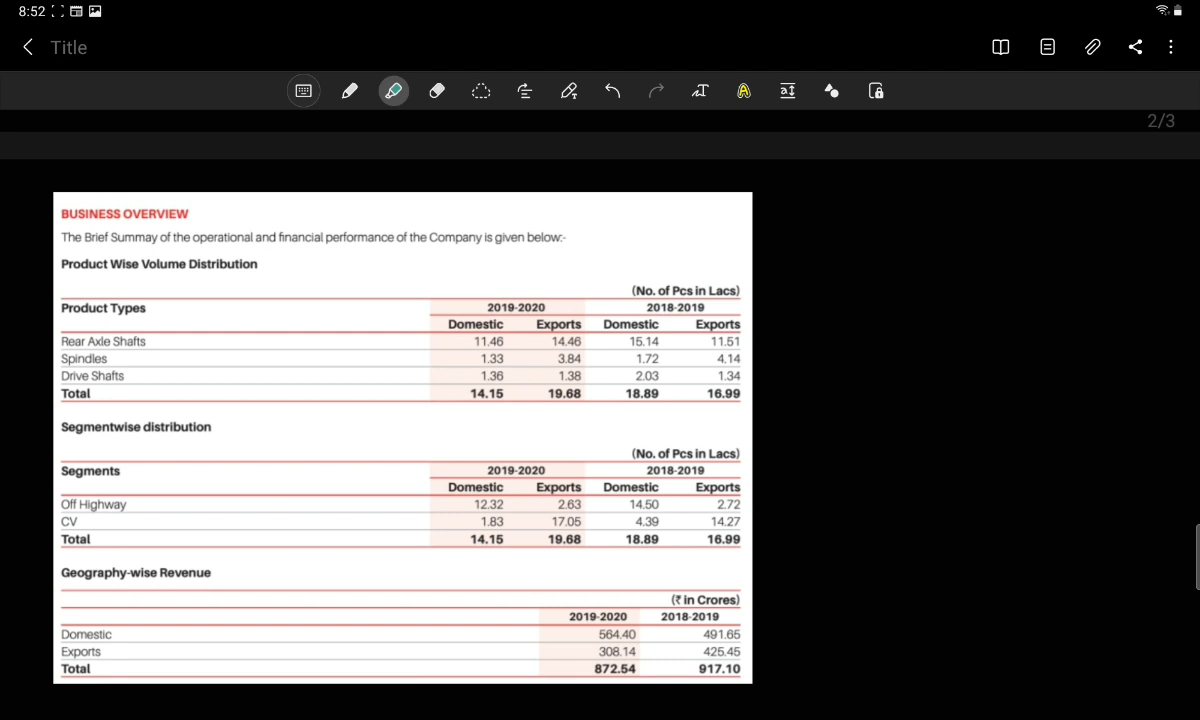 8:52
Title
2/3
BUSINESS OVERVIEW
The Brief Summay of the operational and financial performance of the Company is given below:-
Product Wise Volume Distribution
(No. of Pcs in Lacs)
Product Types 2019-2020 2018-2019
Domestic Exports Domestic Exports
Rear Axle Shafts 11.46 14.46 15.14 11.51
Spindles 1.33 3.84 1.72 4.14
Drive Shafts 1.36 1.38 2.03 1.34
Total 14.15 19.68 18.89 16.99
Segmentwise distribution
(No. of Pcs in Lacs)
Segments 2019-2020 2018-2019
Domestic Exports Domestic Exports
Off Highway 12.32 2.63 14.50 2.72
CV 1.83 17.05 4.39 14.27
Total 14.15 19.68 18.89 16.99
Geography-wise Revenue
(₹ in Crores)
2019-2020 2018-2019
Domestic 564.40 491.65
Exports 308.14 425.45
Total 872.54 917.10